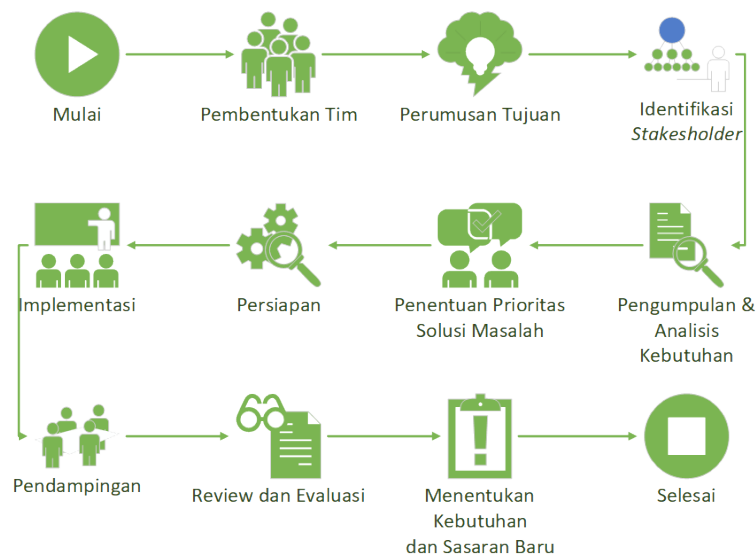 Mulai
Pembentukan Tim
Perumusan Tujuan
Identifikasi
Stakesholder
Implementasi
Persiapan
Penentuan Prioritas
Solusi Masalah
Pengumpulan &
Analisis
Kebutuhan
Pendampingan
Review dan Evaluasi
Menentukan
Kebutuhan
dan Sasaran Baru
Selesai